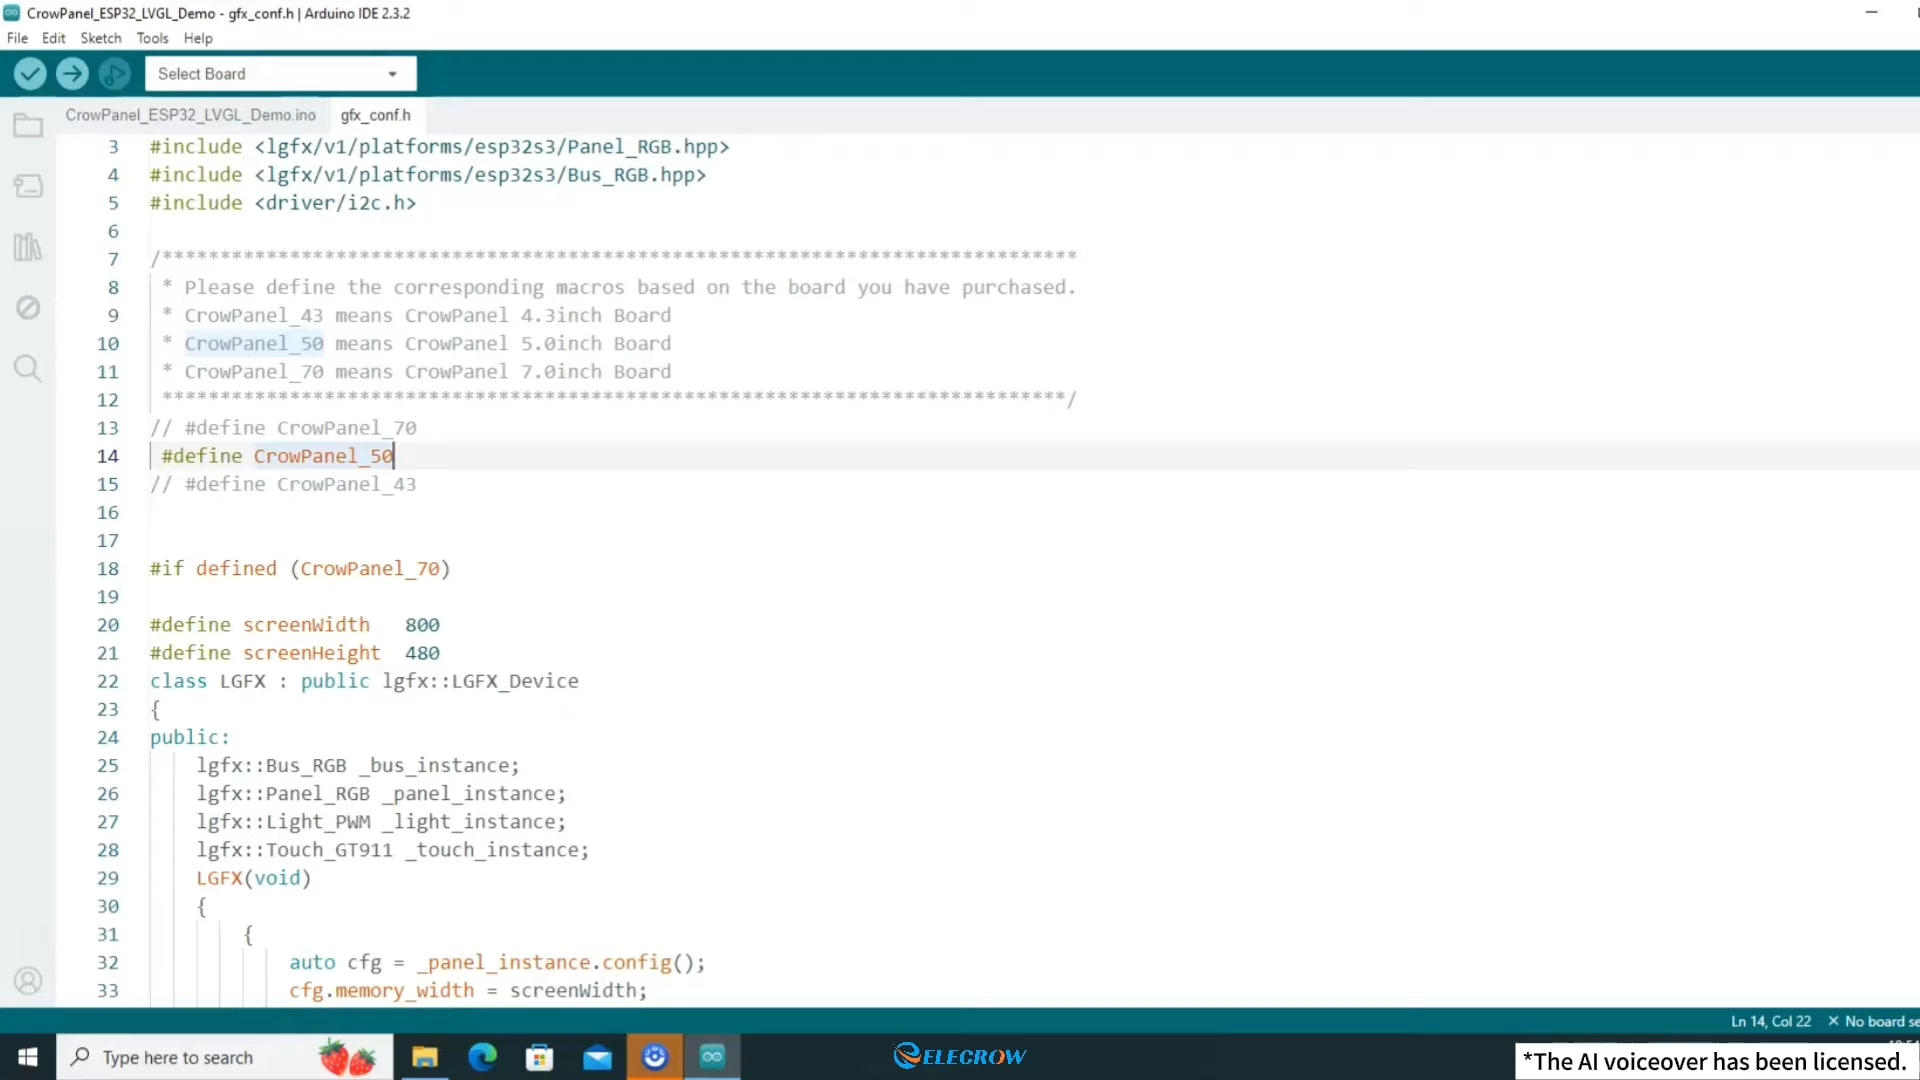 CrowPanel_ESP32_LVGL_Demo - gfx_conf.h | Arduino IDE 2.3.2
File Edit Sketch Tools Help
Select Board
CrowPanel_ESP32_LVGL_Demo.ino gfx_conf.h
3 #include <lgfx/v1/platforms/esp32s3/Panel_RGB.hpp>
4 #include <lgfx/v1/platforms/esp32s3/Bus_RGB.hpp>
5 #include <driver/i2c.h>
6
7 /*******************************************************************************
8 * Please define the corresponding macros based on the board you have purchased.
9 * CrowPanel_43 means CrowPanel 4.3inch Board
10 * CrowPanel_50 means CrowPanel 5.0inch Board
11 * CrowPanel_70 means CrowPanel 7.0inch Board
12 ******************************************************************************/
13 // #define CrowPanel_70
14 #define CrowPanel_50
15 // #define CrowPanel_43
16
17
18 #if defined (CrowPanel_70)
19
20 #define screenWidth 800
21 #define screenHeight 480
22 class LGFX : public lgfx::LGFX_Device
23 {
24 public:
25 lgfx::Bus_RGB _bus_instance;
26 lgfx::Panel_RGB _panel_instance;
27 lgfx::Light_PWM _light_instance;
28 lgfx::Touch_GT911 _touch_instance;
29 LGFX(void)
30 {
31 {
32 auto cfg = _panel_instance.config();
33 cfg.memory_width = screenWidth;
Ln 14, Col 22 × No board se
Type here to search
ELECROW
*The AI voiceover has been licensed.